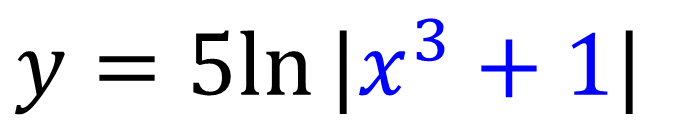 y = 5ln |x³ + 1|